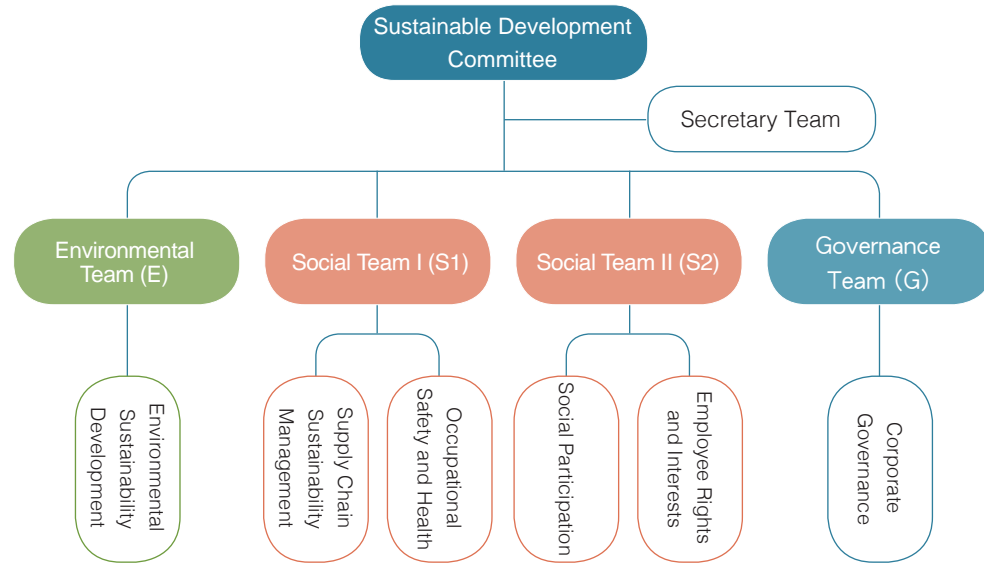 Sustainable Development
Committee
Secretary Team
Environmental
Team (E)
Social Team I (S1)
Social Team II (S2)
Governance
Team (G)
Environmental
Sustainability
Development
Supply Chain
Sustainability
Management
Occupational
Safety and Health
Social Participation
Employee Rights
and Interests
Corporate
Governance